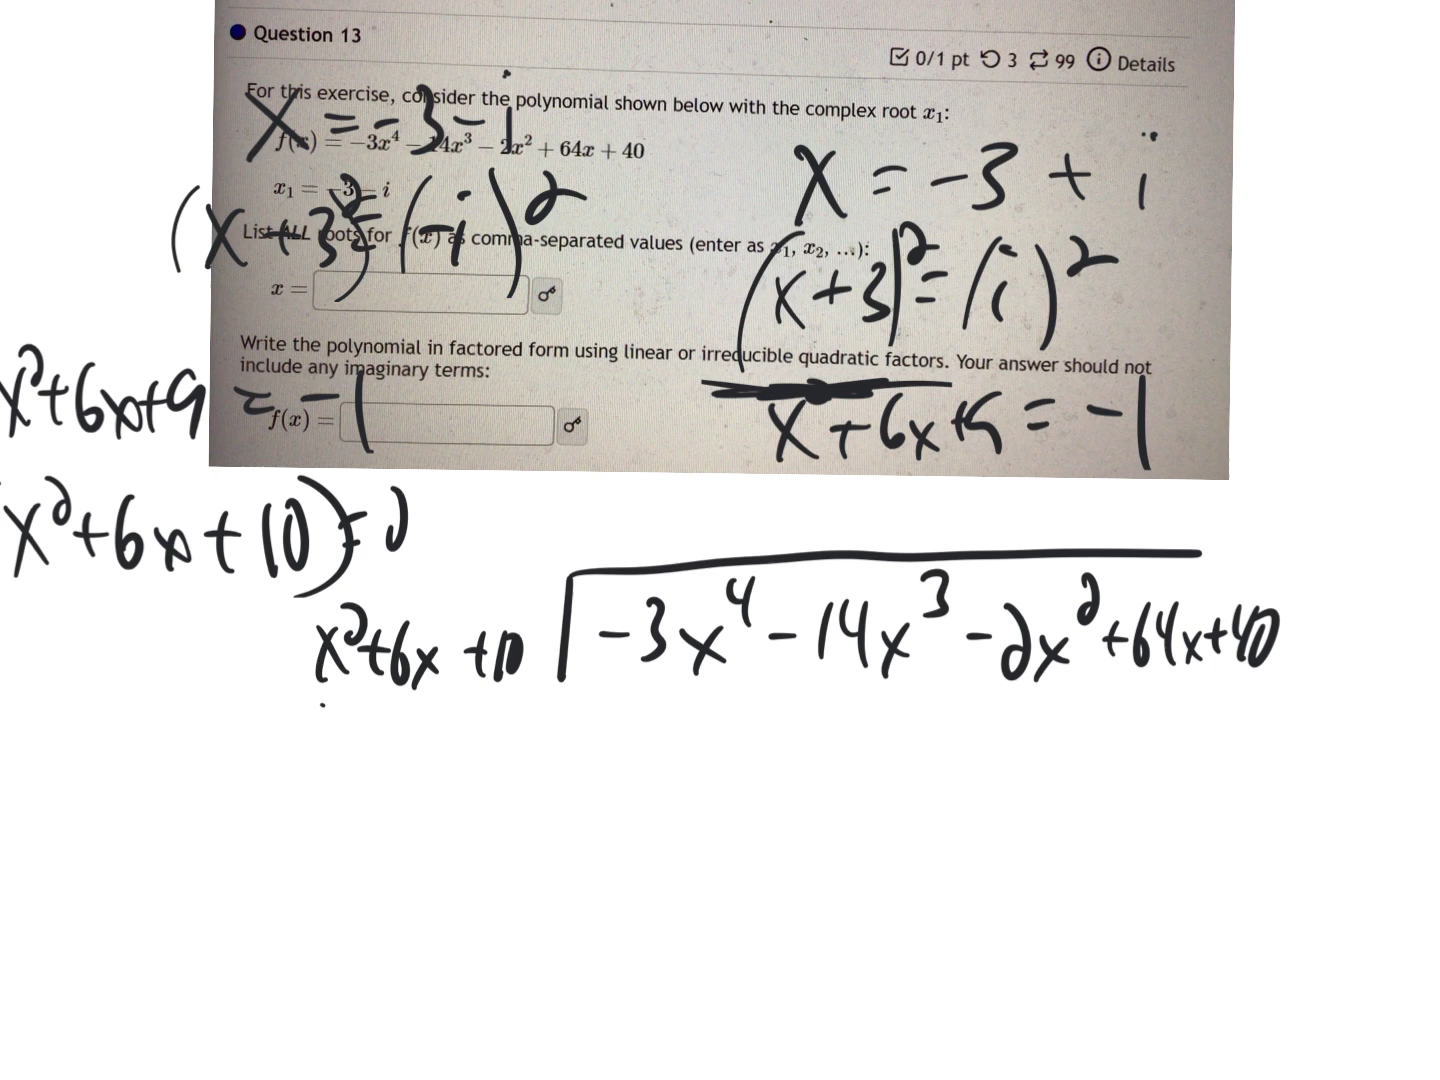 Question 13
0/1 pt 3 99 Details
For this exercise, consider the polynomial shown below with the complex root x₁:
f(x) = −3x⁴ − 14x³ − 2x² + 64x + 40
x₁ = −3 − i
List ALL roots for f(x) as comma-separated values (enter as x₁, x₂, ...):
x =
Write the polynomial in factored form using linear or irreducible quadratic factors. Your answer should not
include any imaginary terms:
f(x) =
x = -3 - i
(x+3)² = (-i)²
x²+6x+9 = -1
x²+6x+10) = 0
x = -3 + i
(x+3)² = (i)²
x + 6x + 9 = -1
x²+6x +10
-3x⁴ - 14x³ - 2x² + 64x + 40